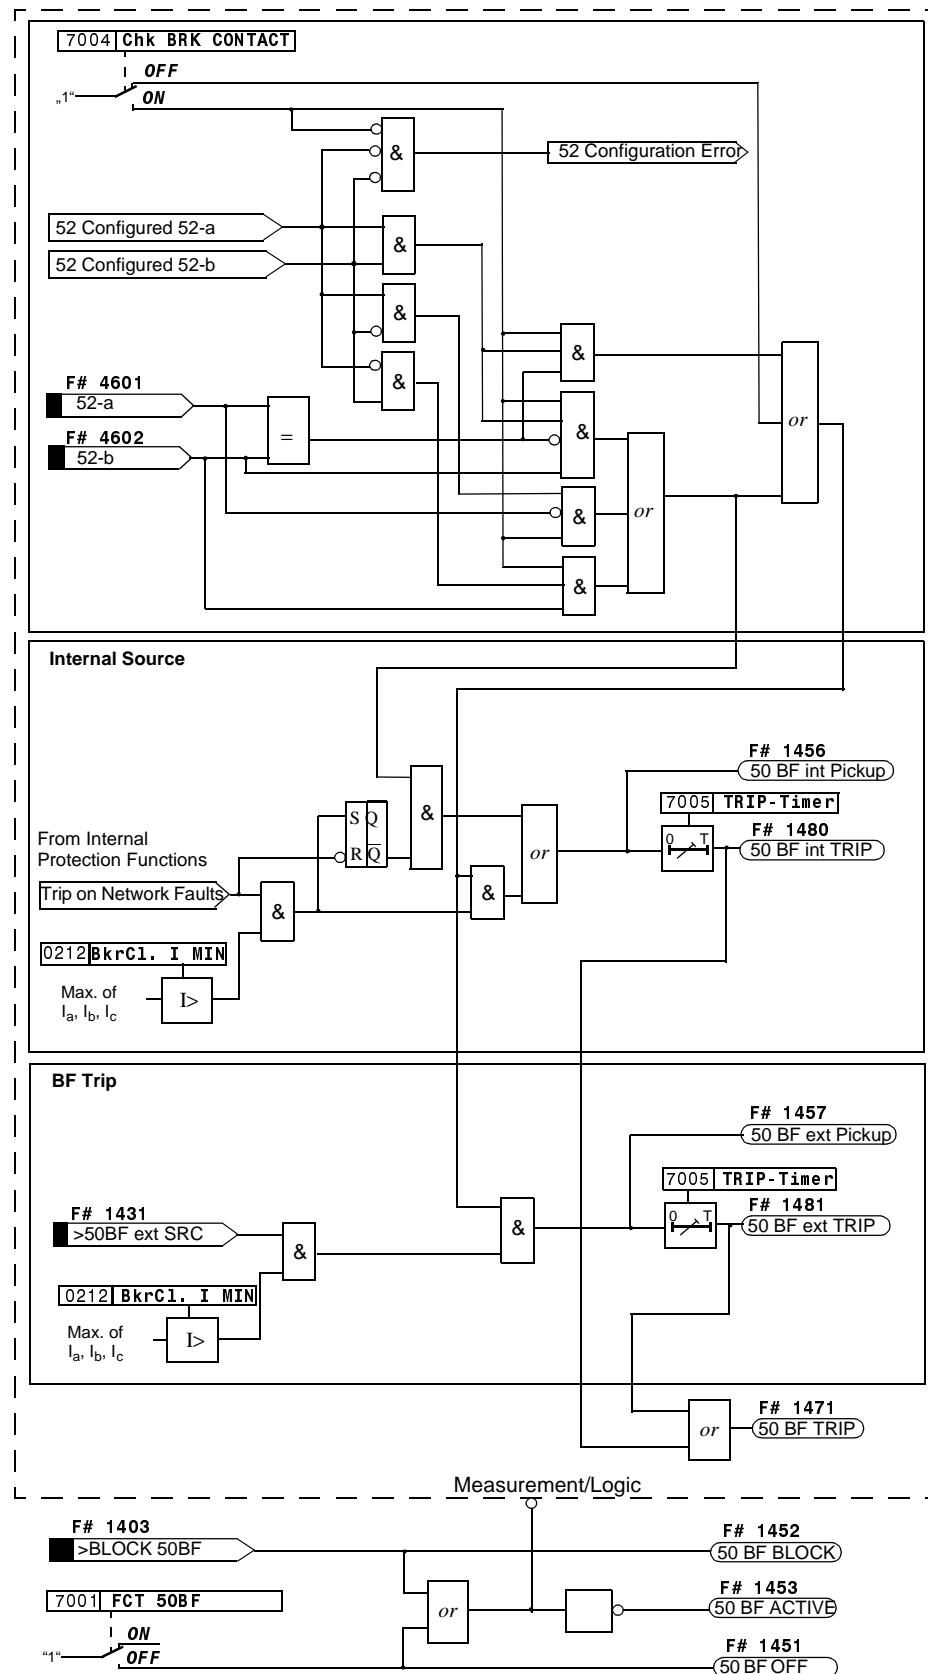 7004 Chk BRK CONTACT
OFF
„1“
ON
&
52 Configuration Error
52 Configured 52-a
&
52 Configured 52-b
&
&
&
or
F# 4601
52-a
=
&
F# 4602
52-b
&
or
&
Internal Source
F# 1456
50 BF int Pickup
7005 TRIP-Timer
S Q
&
0 T
F# 1480
50 BF int TRIP
From Internal
Protection Functions
R Q̅
or
Trip on Network Faults
&
&
0212 BkrCl. I MIN
Max. of
Ia, Ib, Ic
I>
BF Trip
F# 1457
50 BF ext Pickup
7005 TRIP-Timer
F# 1431
>50BF ext SRC
&
&
0 T
F# 1481
50 BF ext TRIP
0212 BkrCl. I MIN
Max. of
Ia, Ib, Ic
I>
F# 1471
or
50 BF TRIP
Measurement/Logic
F# 1403
>BLOCK 50BF
F# 1452
50 BF BLOCK
7001 FCT 50BF
or
F# 1453
50 BF ACTIVE
ON
“1“
OFF
F# 1451
50 BF OFF